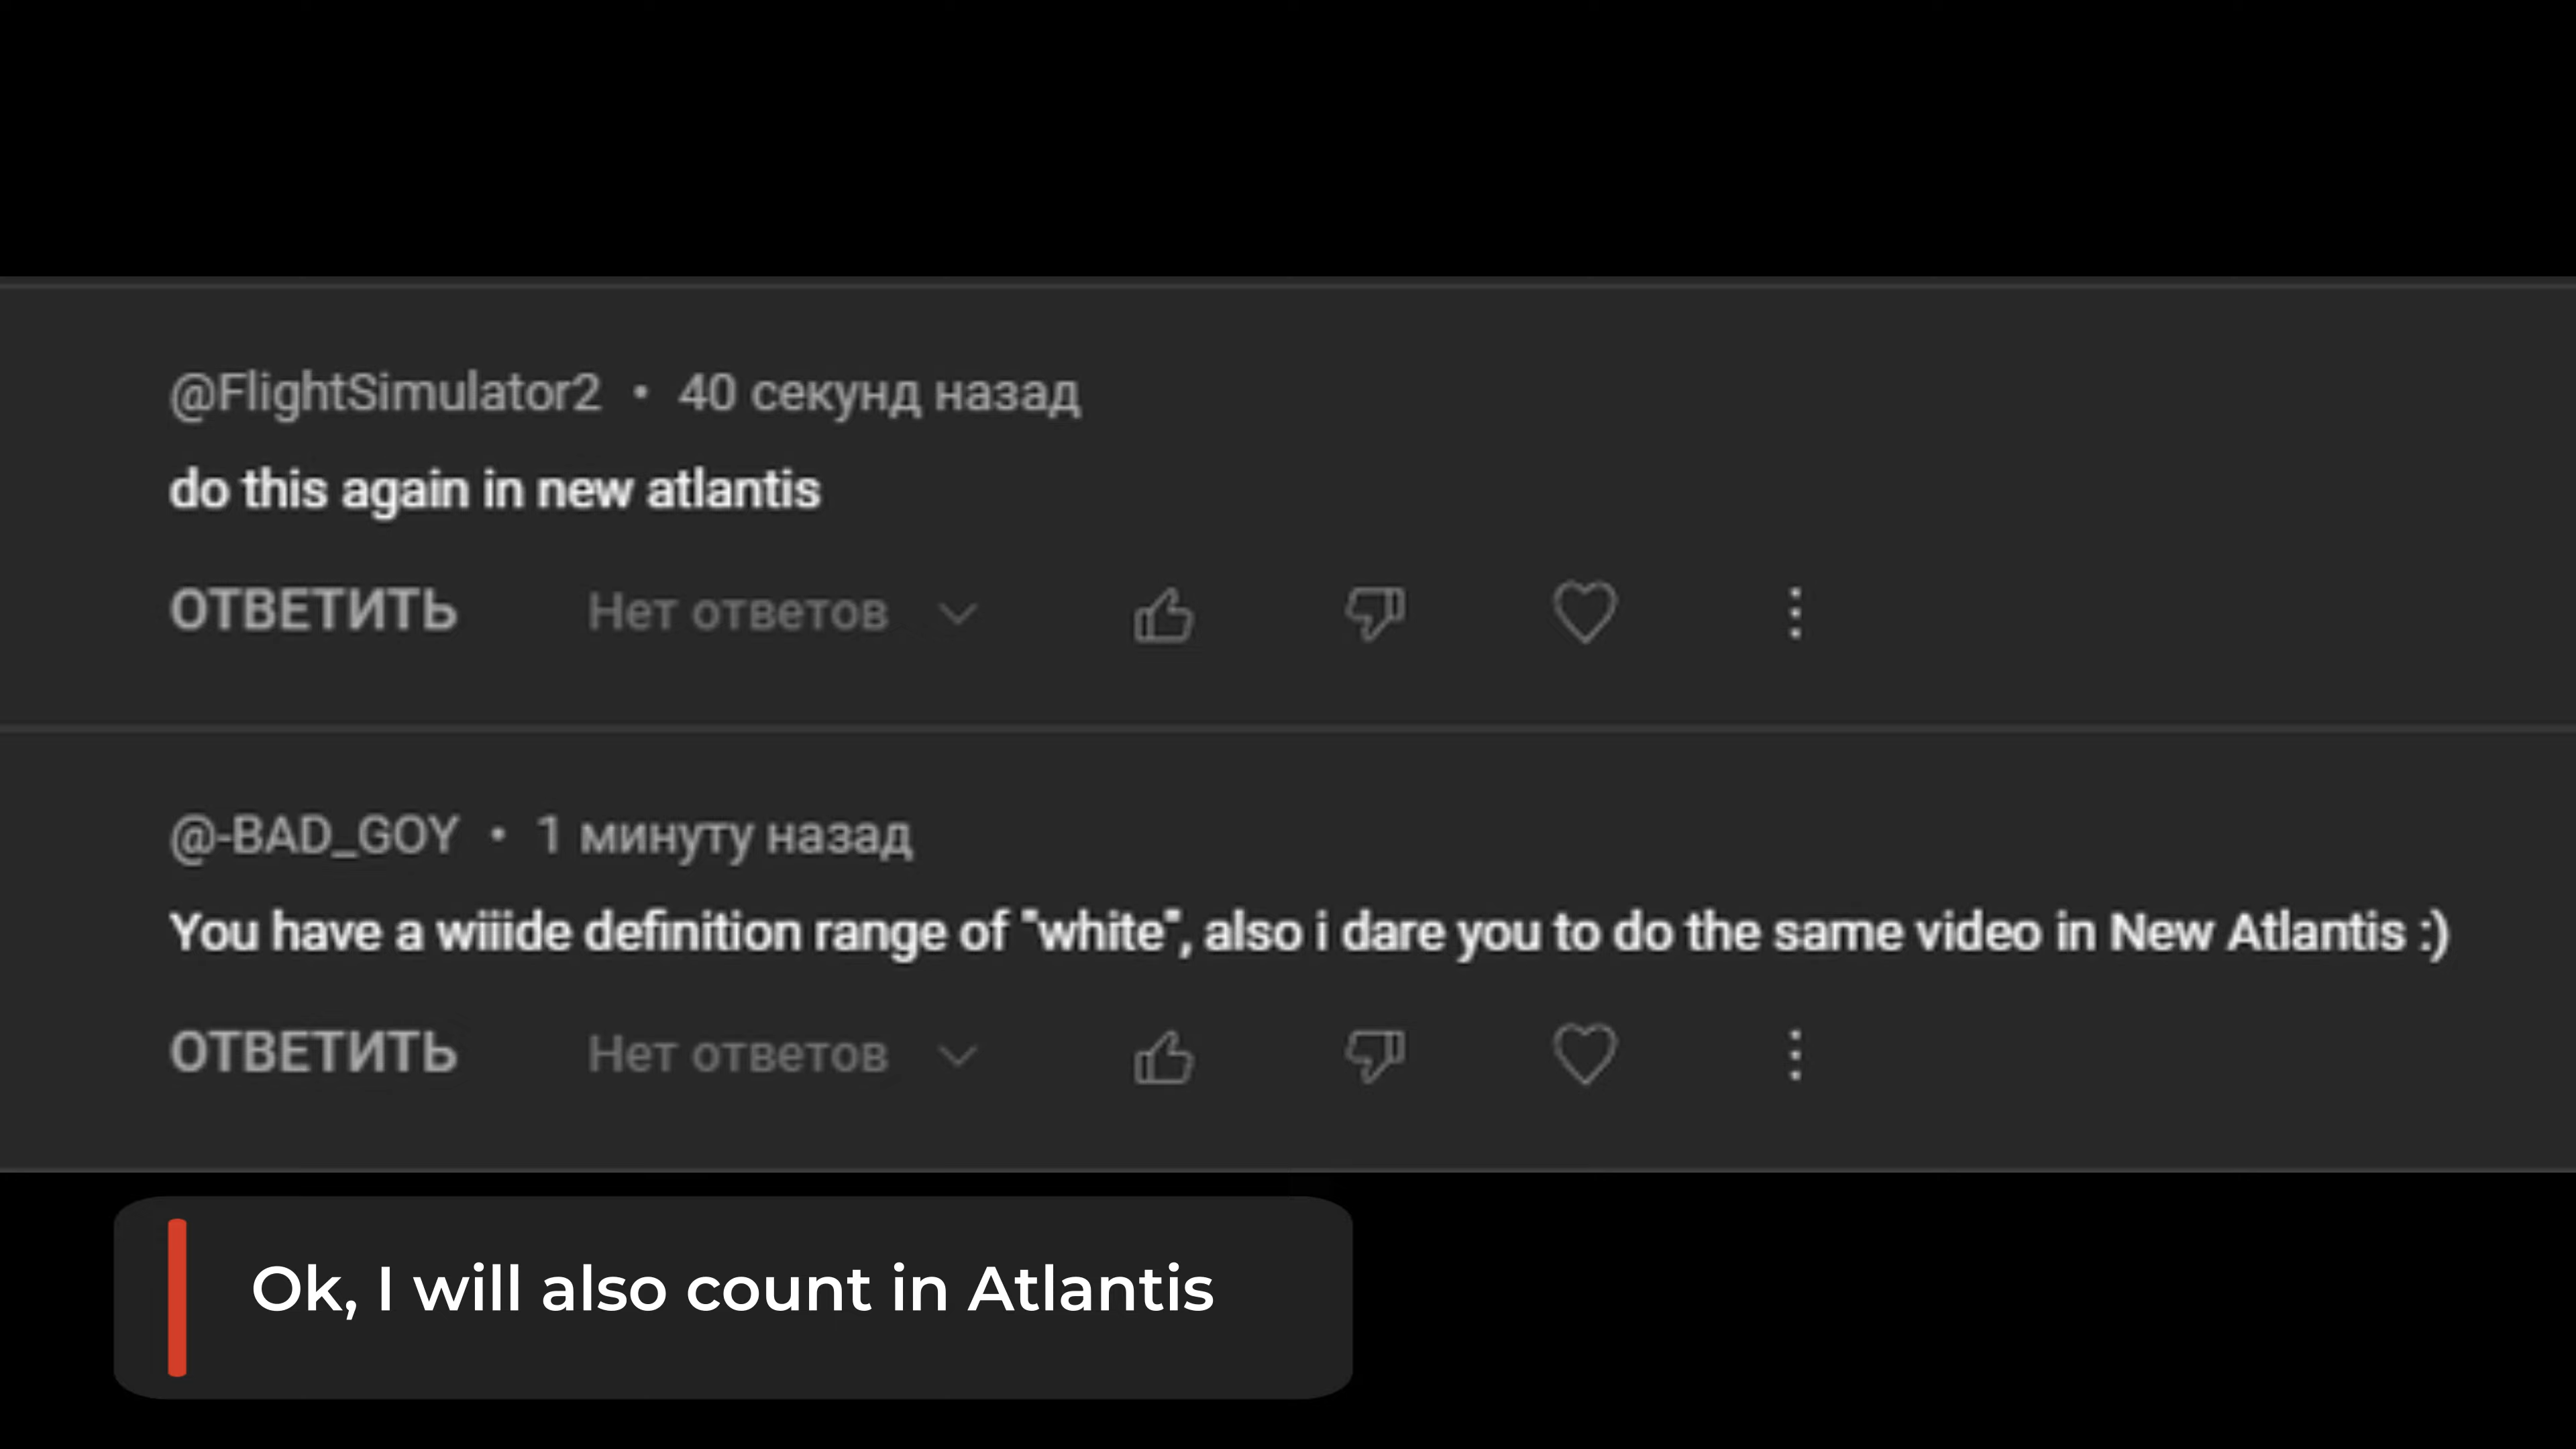 @FlightSimulator2 • 40 секунд назад
do this again in new atlantis
ОТВЕТИТЬ Нет ответов
@-BAD_GOY • 1 минуту назад
You have a wiiide definition range of "white", also i dare you to do the same video in New Atlantis :)
ОТВЕТИТЬ Нет ответов
Ok, I will also count in Atlantis